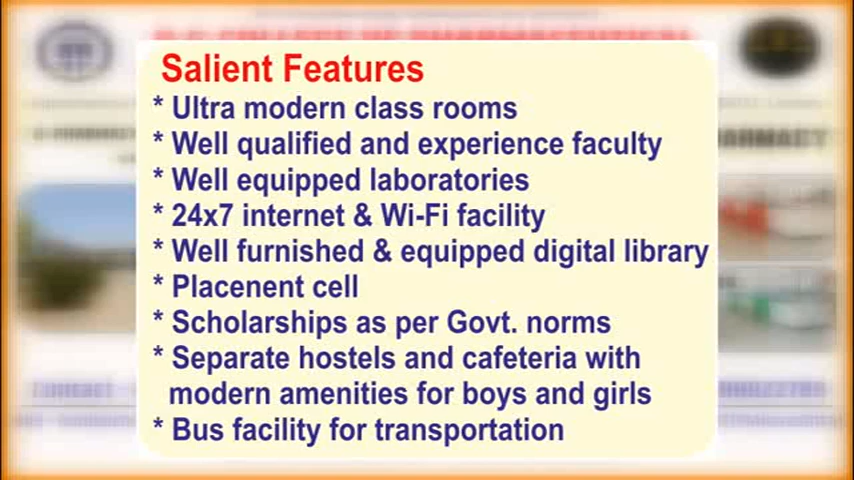 Salient Features
* Ultra modern class rooms
* Well qualified and experience faculty
* Well equipped laboratories
* 24x7 internet & Wi-Fi facility
* Well furnished & equipped digital library
* Placenent cell
* Scholarships as per Govt. norms
* Separate hostels and cafeteria with
modern amenities for boys and girls
* Bus facility for transportation